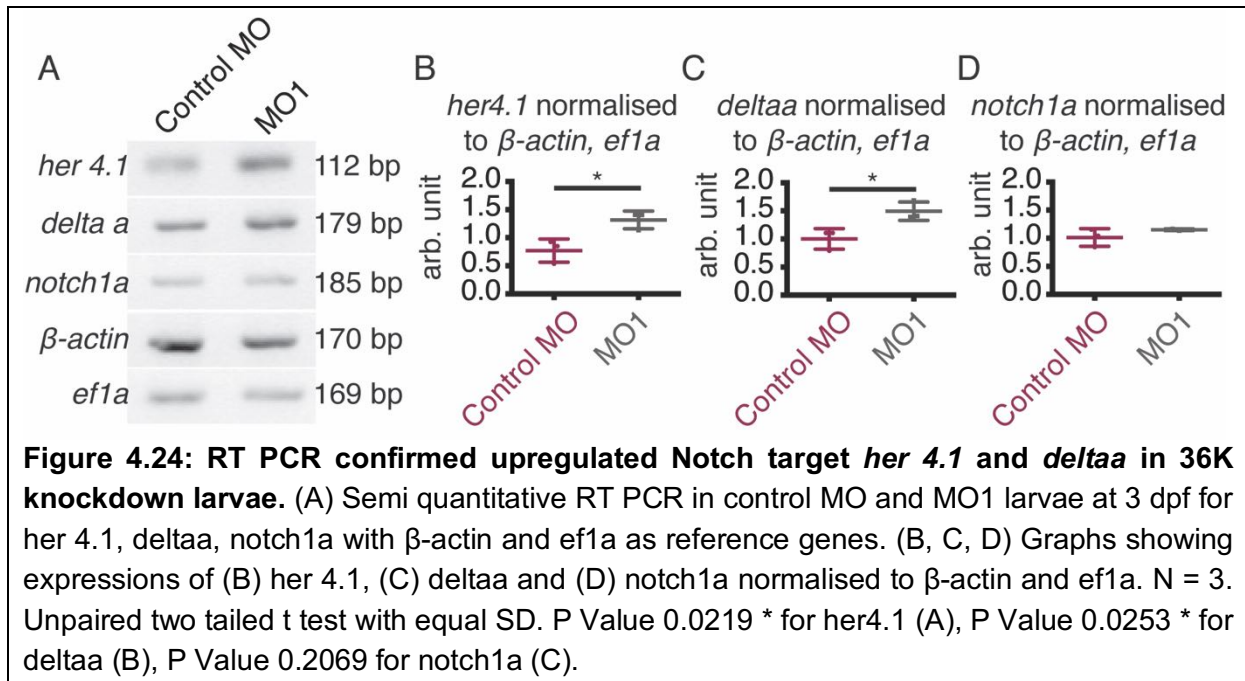 A
Control MO
MO1
her 4.1
112 bp
delta a
179 bp
notch1a
185 bp
β-actin
170 bp
ef1a
169 bp
B
her4.1 normalised
to β-actin, ef1a
*
arb. unit
2.0
1.5
1.0
0.5
0.0
Control MO
MO1
C
deltaa normalised
to β-actin, ef1a
*
arb. unit
2.0
1.5
1.0
0.5
0.0
Control MO
MO1
D
notch1a normalised
to β-actin, ef1a
arb. unit
2.0
1.5
1.0
0.5
0.0
Control MO
MO1
Figure 4.24: RT PCR confirmed upregulated Notch target her 4.1 and deltaa in 36K
knockdown larvae. (A) Semi quantitative RT PCR in control MO and MO1 larvae at 3 dpf for
her 4.1, deltaa, notch1a with β-actin and ef1a as reference genes. (B, C, D) Graphs showing
expressions of (B) her 4.1, (C) deltaa and (D) notch1a normalised to β-actin and ef1a. N = 3.
Unpaired two tailed t test with equal SD. P Value 0.0219 * for her4.1 (A), P Value 0.0253 * for
deltaa (B), P Value 0.2069 for notch1a (C).